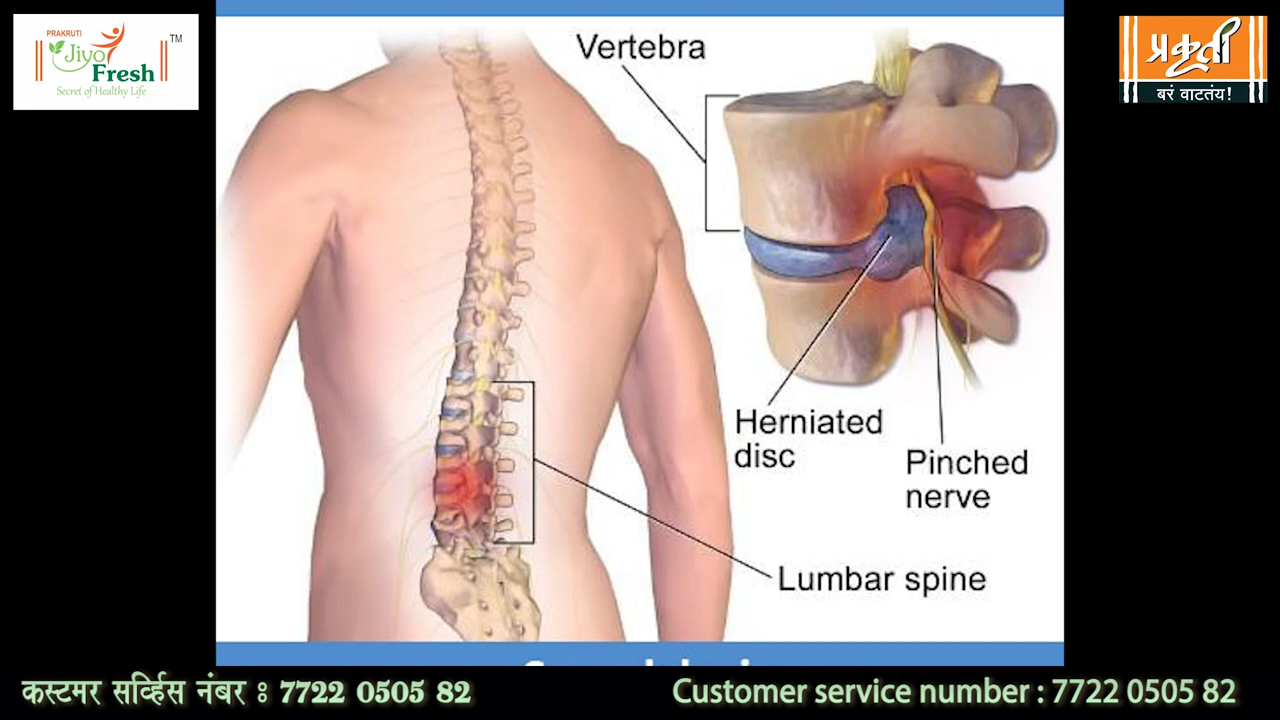 PRAKRUTI
Jiyo
Fresh
TM
Secret of Healthy Life
प्रकृती
बरं वाटतंय!
Vertebra
Herniated
disc
Pinched
nerve
Lumbar spine
कस्टमर सर्व्हिस नंबर : 7722 0505 82
Customer service number : 7722 0505 82